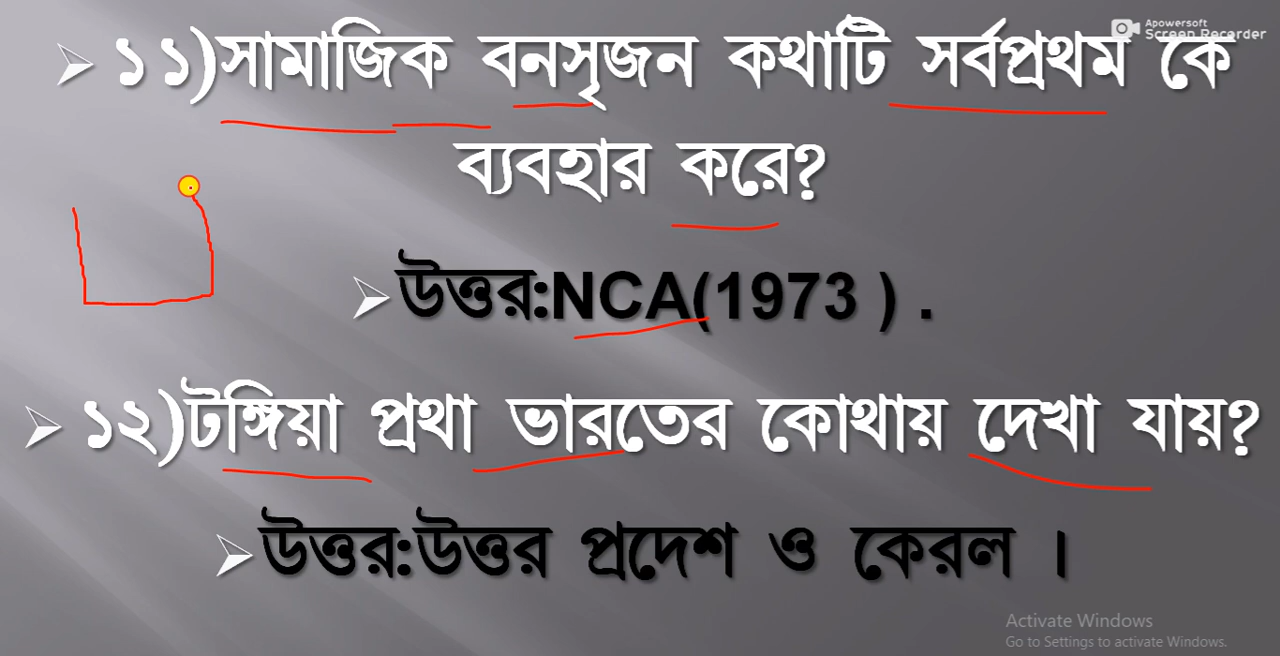 Apowersoft
Screen Recorder
১১)সামাজিক বনসৃজন কথাটি সর্বপ্রথম কে
ব্যবহার করে?
উত্তর:NCA(1973 ) .
১২)টঙ্গিয়া প্রথা ভারতের কোথায় দেখা যায়?
উত্তর:উত্তর প্রদেশ ও কেরল ।
Activate Windows
Go to Settings to activate Windows.